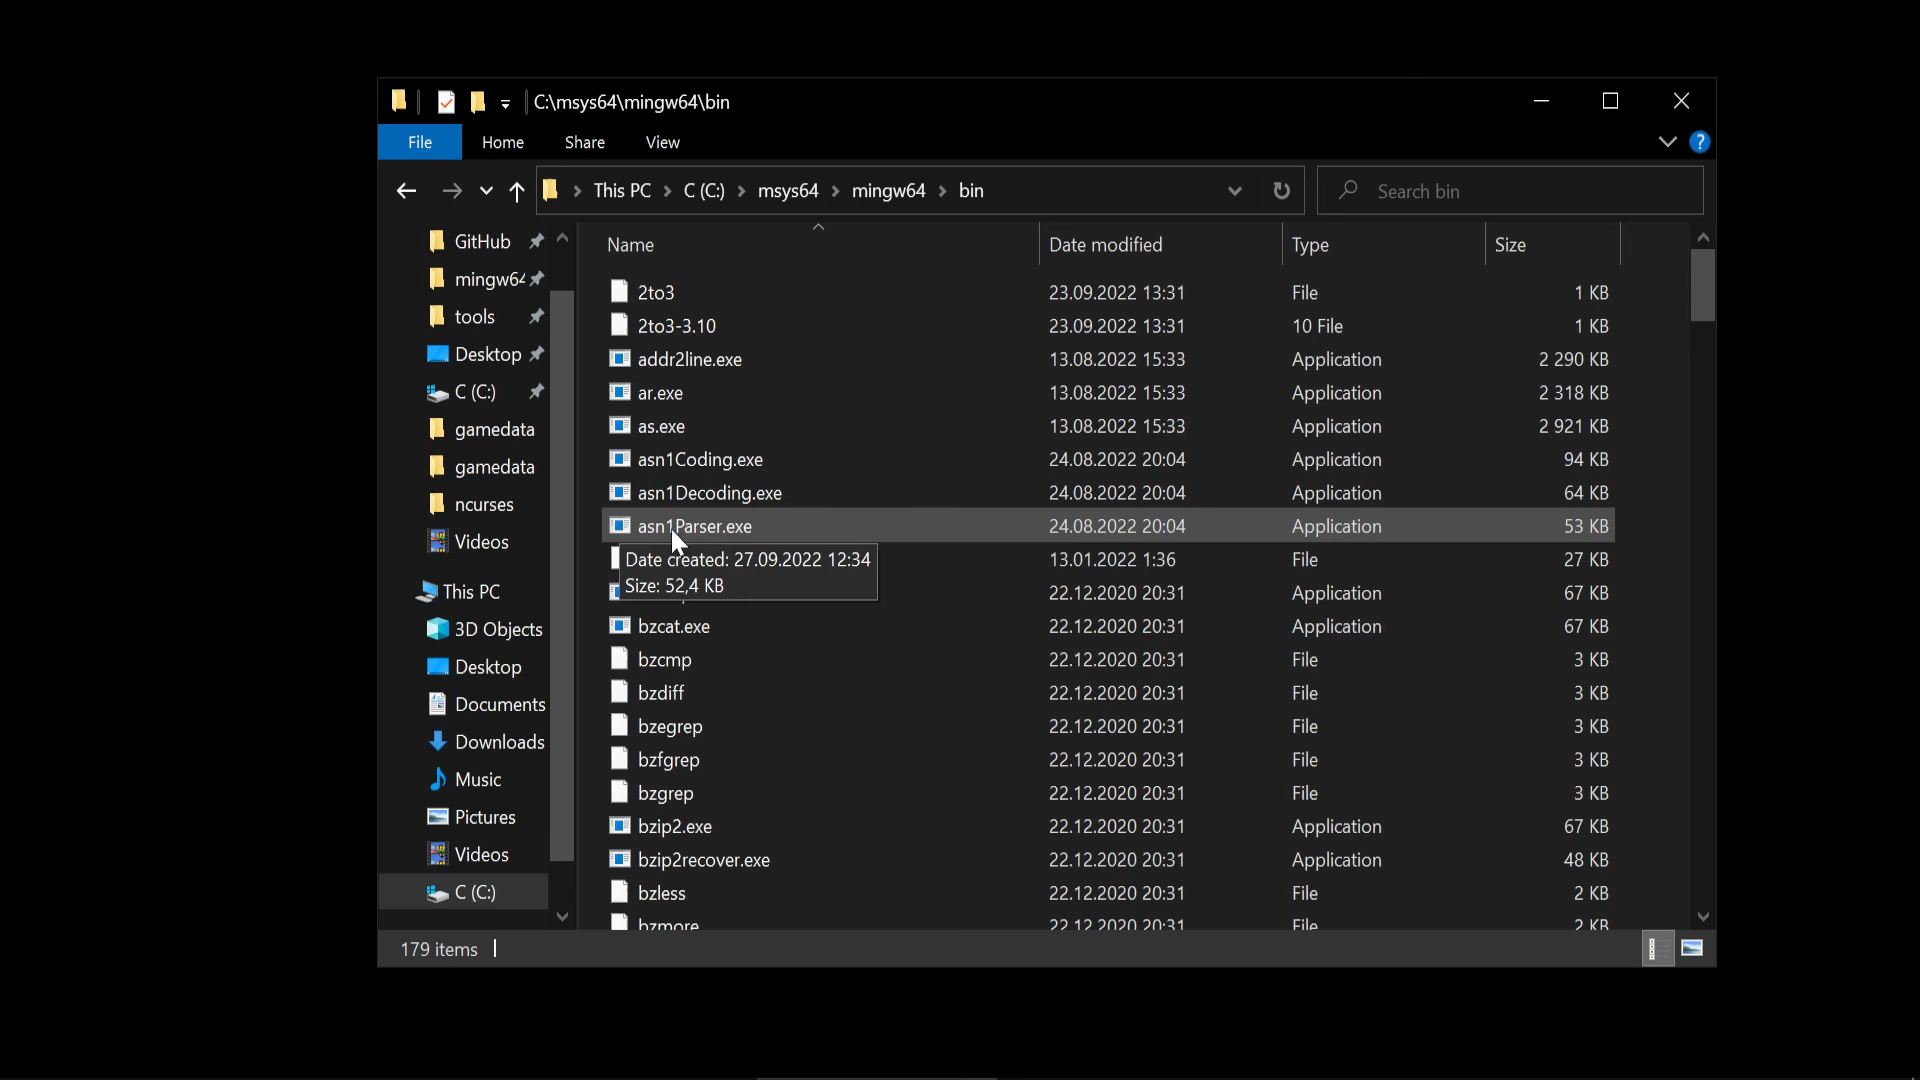 C:\msys64\mingw64\bin
File Home Share View
This PC C (C:) msys64 mingw64 bin Search bin
GitHub
mingw64
tools
Desktop
C (C:)
gamedata
gamedata
ncurses
Videos
This PC
3D Objects
Desktop
Documents
Downloads
Music
Pictures
Videos
C (C:)
Name Date modified Type Size
2to3 23.09.2022 13:31 File 1 KB
2to3-3.10 23.09.2022 13:31 10 File 1 KB
addr2line.exe 13.08.2022 15:33 Application 2 290 KB
ar.exe 13.08.2022 15:33 Application 2 318 KB
as.exe 13.08.2022 15:33 Application 2 921 KB
asn1Coding.exe 24.08.2022 20:04 Application 94 KB
asn1Decoding.exe 24.08.2022 20:04 Application 64 KB
asn1Parser.exe 24.08.2022 20:04 Application 53 KB
Date created: 27.09.2022 12:34
Size: 52,4 KB
13.01.2022 1:36 File 27 KB
22.12.2020 20:31 Application 67 KB
bzcat.exe 22.12.2020 20:31 Application 67 KB
bzcmp 22.12.2020 20:31 File 3 KB
bzdiff 22.12.2020 20:31 File 3 KB
bzegrep 22.12.2020 20:31 File 3 KB
bzfgrep 22.12.2020 20:31 File 3 KB
bzgrep 22.12.2020 20:31 File 3 KB
bzip2.exe 22.12.2020 20:31 Application 67 KB
bzip2recover.exe 22.12.2020 20:31 Application 48 KB
bzless 22.12.2020 20:31 File 2 KB
bzmore 22.12.2020 20:31 File 2 KB
179 items